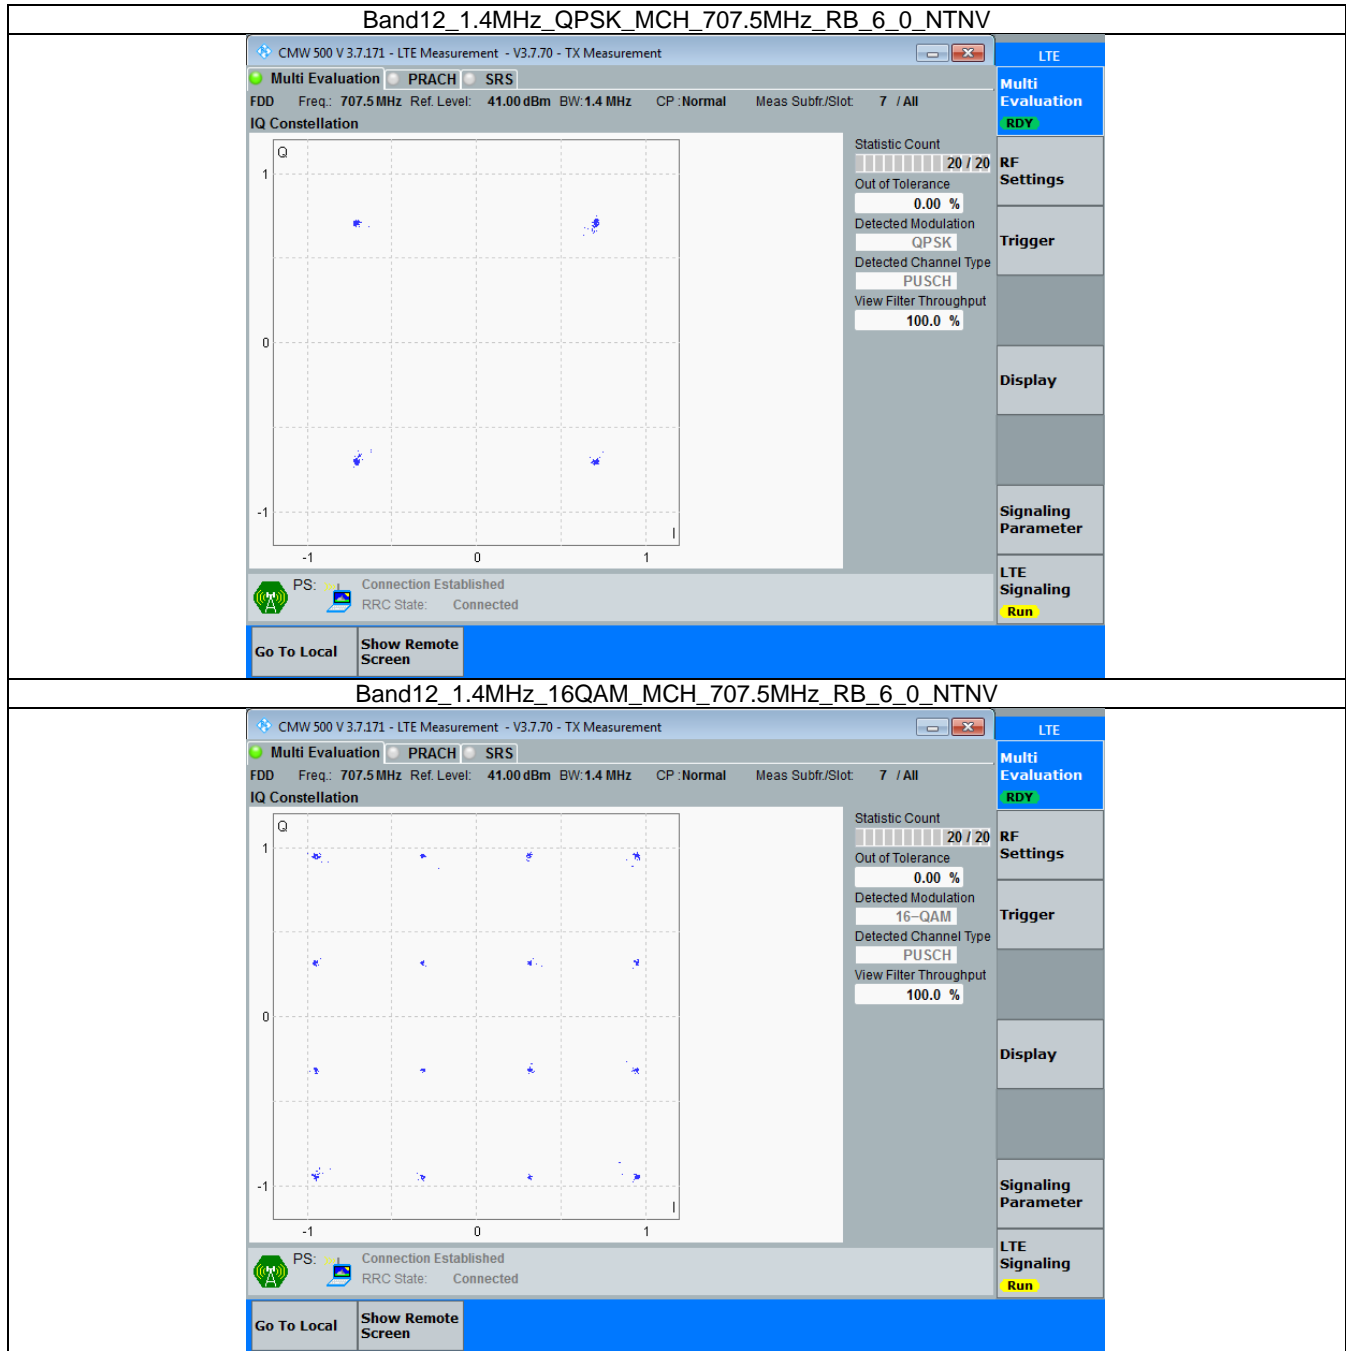 Band12_1.4MHz_QPSK_MCH_707.5MHz_RB_6_0_NTNV
CMW 500 V 3.7.171 - LTE Measurement - V3.7.70 - TX Measurement
LTE
Multi Evaluation PRACH SRS
FDD Freq.: 707.5 MHz Ref. Level: 41.00 dBm BW: 1.4 MHz CP : Normal Meas Subfr./Slot: 7 / All
IQ Constellation
Q
1
0
-1
-1 0 1
I
Statistic Count
20 / 20
Out of Tolerance
0.00 %
Detected Modulation
QPSK
Detected Channel Type
PUSCH
View Filter Throughput
100.0 %
Multi
Evaluation
RDY
RF
Settings
Trigger
Display
Signaling
Parameter
LTE
Signaling
Run
PS: Connection Established
RRC State: Connected
Go To Local
Show Remote
Screen
Band12_1.4MHz_16QAM_MCH_707.5MHz_RB_6_0_NTNV
CMW 500 V 3.7.171 - LTE Measurement - V3.7.70 - TX Measurement
LTE
Multi Evaluation PRACH SRS
FDD Freq.: 707.5 MHz Ref. Level: 41.00 dBm BW: 1.4 MHz CP : Normal Meas Subfr./Slot: 7 / All
IQ Constellation
Q
1
0
-1
-1 0 1
I
Statistic Count
20 / 20
Out of Tolerance
0.00 %
Detected Modulation
16-QAM
Detected Channel Type
PUSCH
View Filter Throughput
100.0 %
Multi
Evaluation
RDY
RF
Settings
Trigger
Display
Signaling
Parameter
LTE
Signaling
Run
PS: Connection Established
RRC State: Connected
Go To Local
Show Remote
Screen